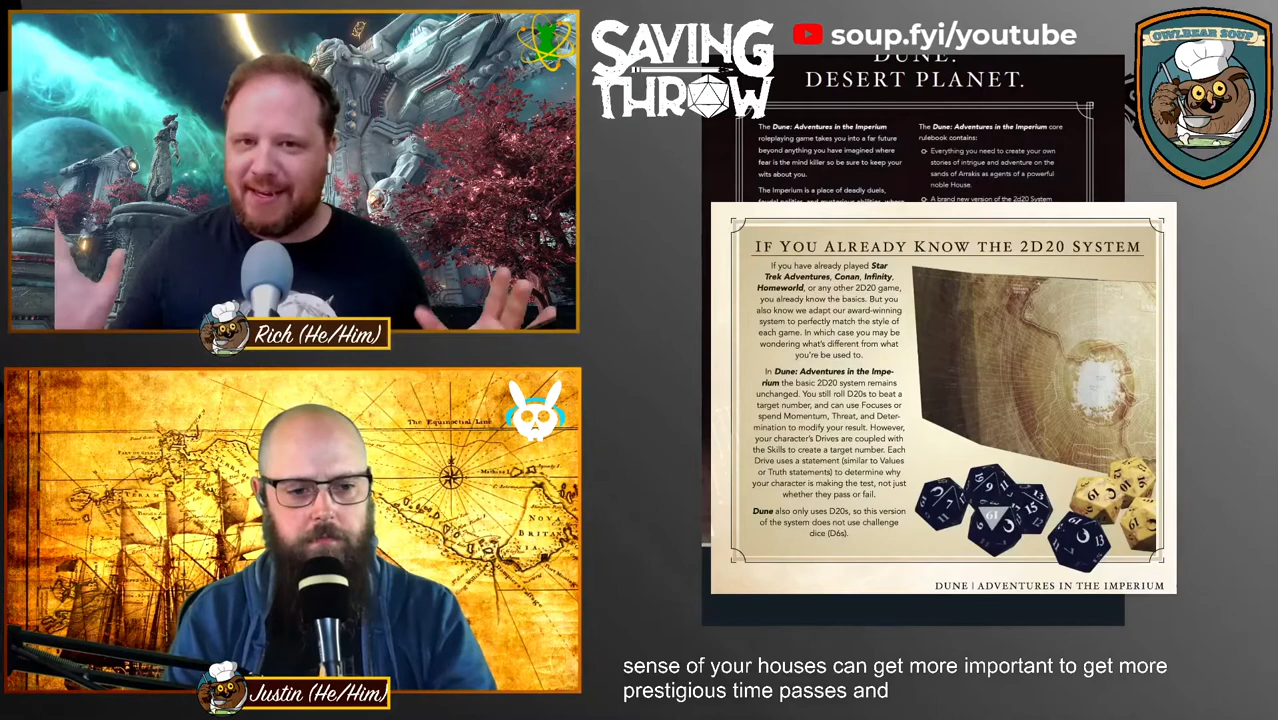 SAVING
THROW
soup.fyi/youtube
OWLBEAR SOUP
DUNE.
DESERT PLANET.
The Dune: Adventures in the Imperium
roleplaying game takes you into a far future
beyond anything you have imagined where
fear is the mind killer so be sure to keep your
wits about you.
The Imperium is a place of deadly duels,
feudal politics, and mysterious abilities, where
The Dune: Adventures in the Imperium core
rulebook contains:
Everything you need to create your own
stories of intrigue and adventure on the
sands of Arrakis as agents of a powerful
noble House.
A brand new version of the 2d20 System
IF YOU ALREADY KNOW THE 2D20 SYSTEM
If you have already played Star
Trek Adventures, Conan, Infinity,
Homeworld, or any other 2D20 game,
you already know the basics. But you
also know we adapt our award-winning
system to perfectly match the style of
each game. In which case you may be
wondering what's different from what
you're be used to.
In Dune: Adventures in the Impe-
rium the basic 2D20 system remains
unchanged. You still roll D20s to beat a
target number, and can use Focuses or
spend Momentum, Threat, and Deter-
mination to modify your result. However,
your character's Drives are coupled with
the Skills to create a target number. Each
Drive uses a statement (similar to Values
or Truth statements) to determine why
your character is making the test, not just
whether they pass or fail.
Dune also only uses D20s, so this version
of the system does not use challenge
dice (D6s).
DUNE | ADVENTURES IN THE IMPERIUM
Rich (He/Him)
The Equinoctial Line
NOVA
BRITAN
Justin (He/Him)
sense of your houses can get more important to get more
prestigious time passes and